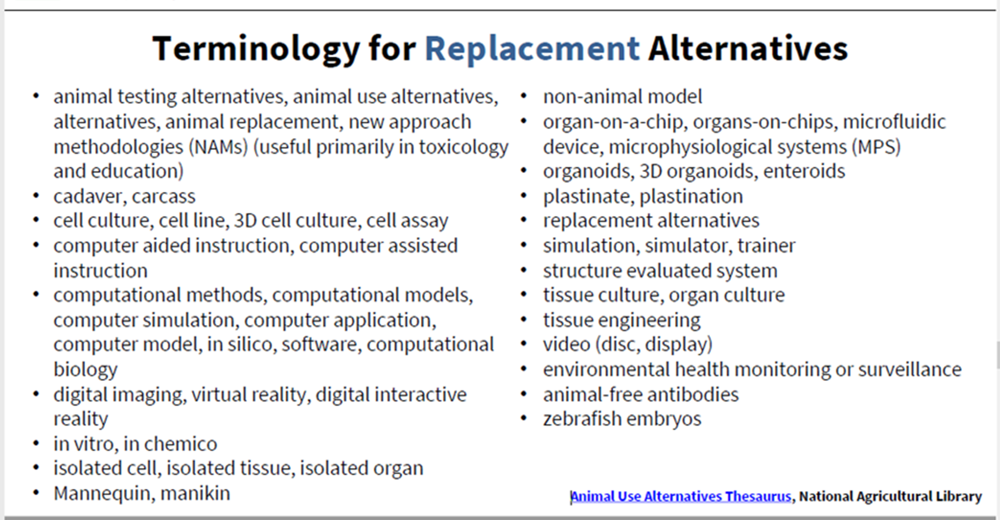 Terminology for Replacement Alternatives
• animal testing alternatives, animal use alternatives,
alternatives, animal replacement, new approach
methodologies (NAMs) (useful primarily in toxicology
and education)
• cadaver, carcass
• cell culture, cell line, 3D cell culture, cell assay
• computer aided instruction, computer assisted
instruction
• computational methods, computational models,
computer simulation, computer application,
computer model, in silico, software, computational
biology
• digital imaging, virtual reality, digital interactive
reality
• in vitro, in chemico
• isolated cell, isolated tissue, isolated organ
• Mannequin, manikin
• non-animal model
• organ-on-a-chip, organs-on-chips, microfluidic
device, microphysiological systems (MPS)
• organoids, 3D organoids, enteroids
• plastinate, plastination
• replacement alternatives
• simulation, simulator, trainer
• structure evaluated system
• tissue culture, organ culture
• tissue engineering
• video (disc, display)
• environmental health monitoring or surveillance
• animal-free antibodies
• zebrafish embryos
Animal Use Alternatives Thesaurus, National Agricultural Library